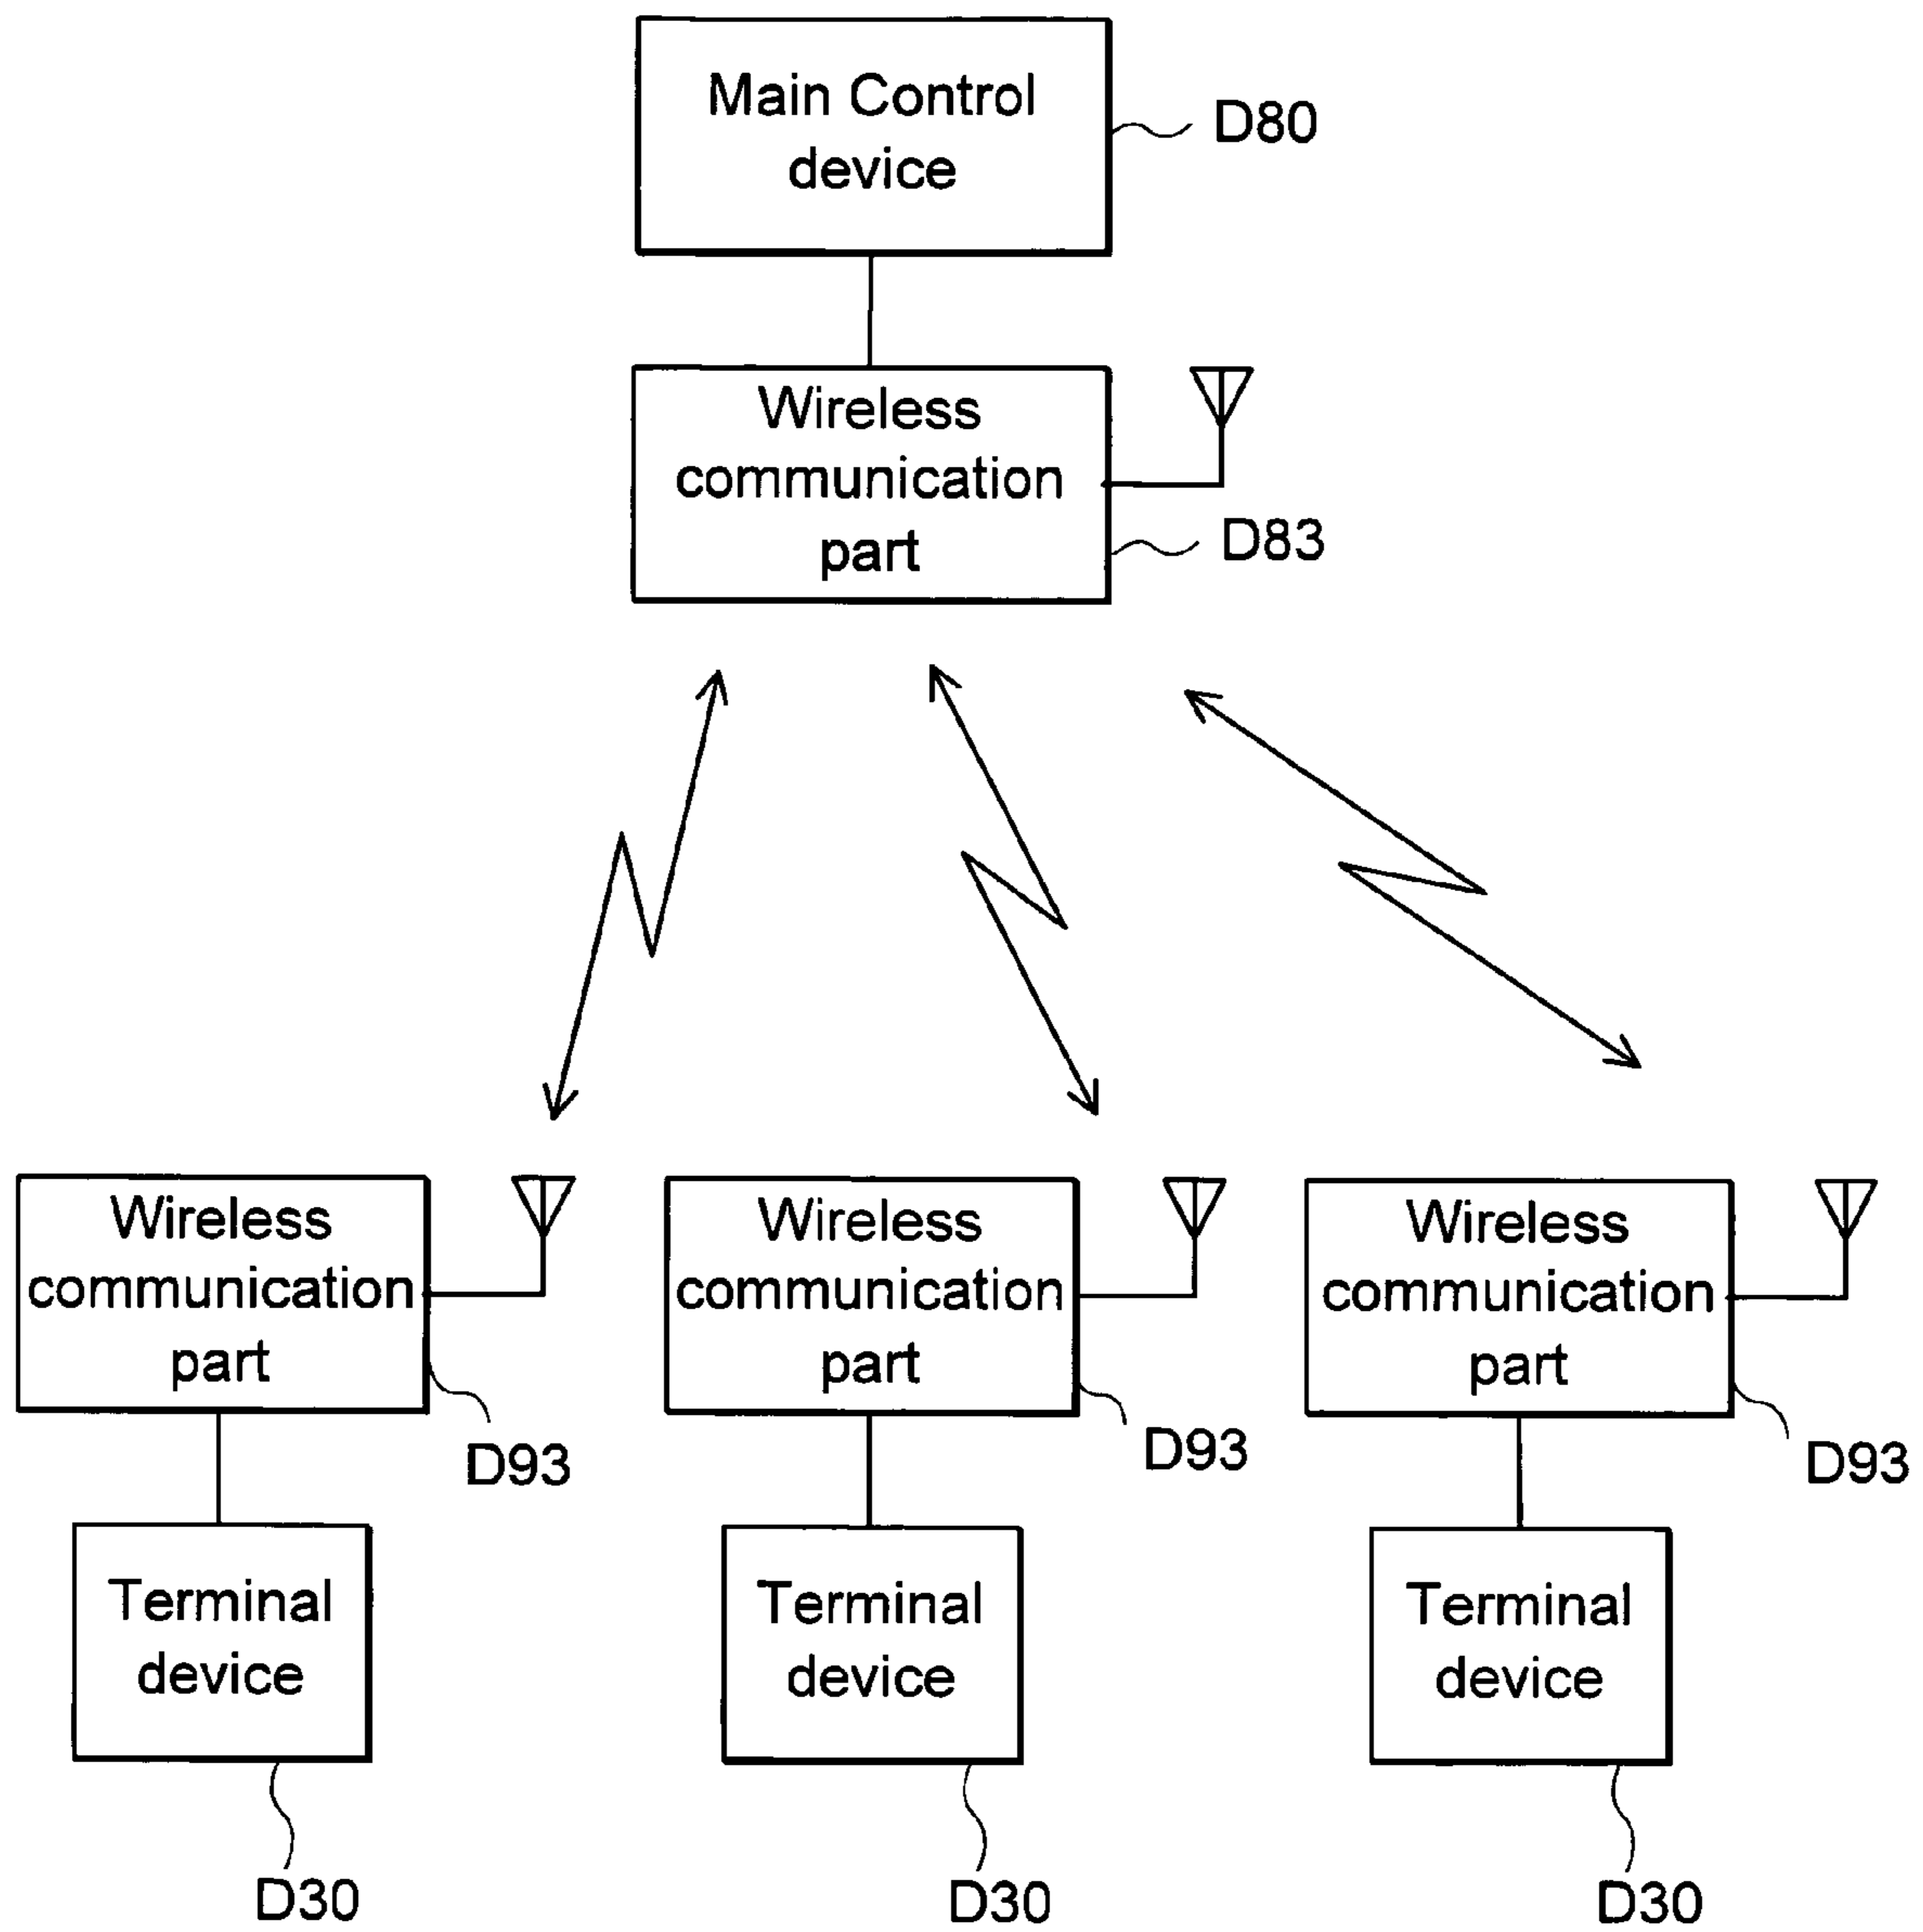 Main Control
device
D80
Wireless
communication
part
D83
Wireless
communication
part
D93
Wireless
communication
part
D93
Wireless
communication
part
D93
Terminal
device
D30
Terminal
device
D30
Terminal
device
D30